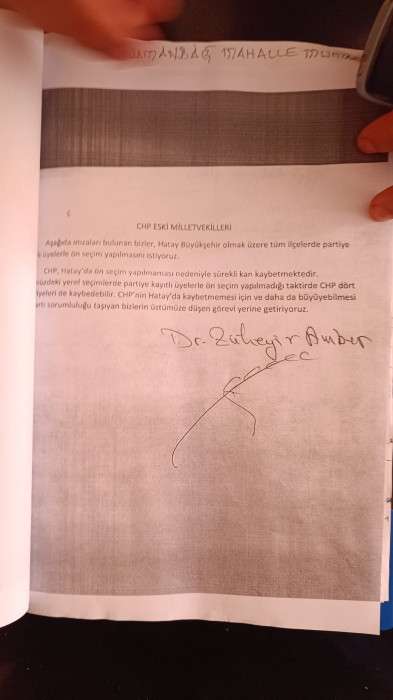 MANBAĞ MAHALLE
CHP ESKİ MİLLETVEKİLLERİ
Aşağıda imzaları bulunan bizler, Hatay Büyükşehir olmak üzere tüm ilçelerde partiye
üyelerle ön seçim yapılmasını istiyoruz.
CHP, Hatay'da ön seçim yapılmaması nedeniyle sürekli kan kaybetmektedir.
yerel seçimlerde partiye kayıtlı üyelerle ön seçim yapılmadığı taktirde CHP dört
de kaybedebilir. CHP'nin Hatay'da kaybetmemesi için ve daha da büyüyebilmesi
sorumluluğu taşıyan bizlerin üstümüze düşen görevi yerine getiriyoruz.
Dr. Züheyir Amber